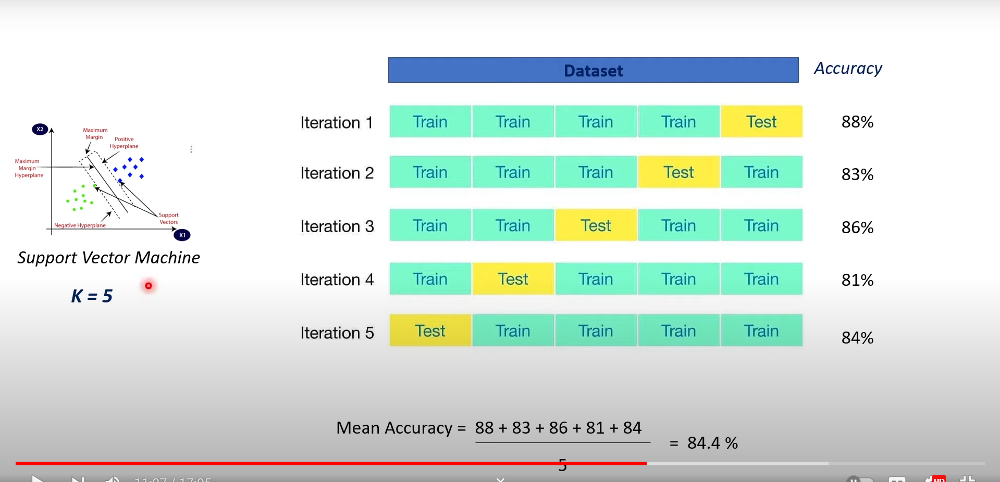 Dataset
Accuracy
Iteration 1 Train Train Train Train Test 88%
Iteration 2 Train Train Train Test Train 83%
Iteration 3 Train Train Test Train Train 86%
Iteration 4 Train Test Train Train Train 81%
Iteration 5 Test Train Train Train Train 84%
X2
Maximum
Margin
Positive
Hyperplane
Maximum
Margin
Hyperplane
Support
Vectors
Negative Hyperplane
X1
Support Vector Machine
K = 5
Mean Accuracy = 88 + 83 + 86 + 81 + 84
= 84.4 %
5
11:07 / 17:05
HD